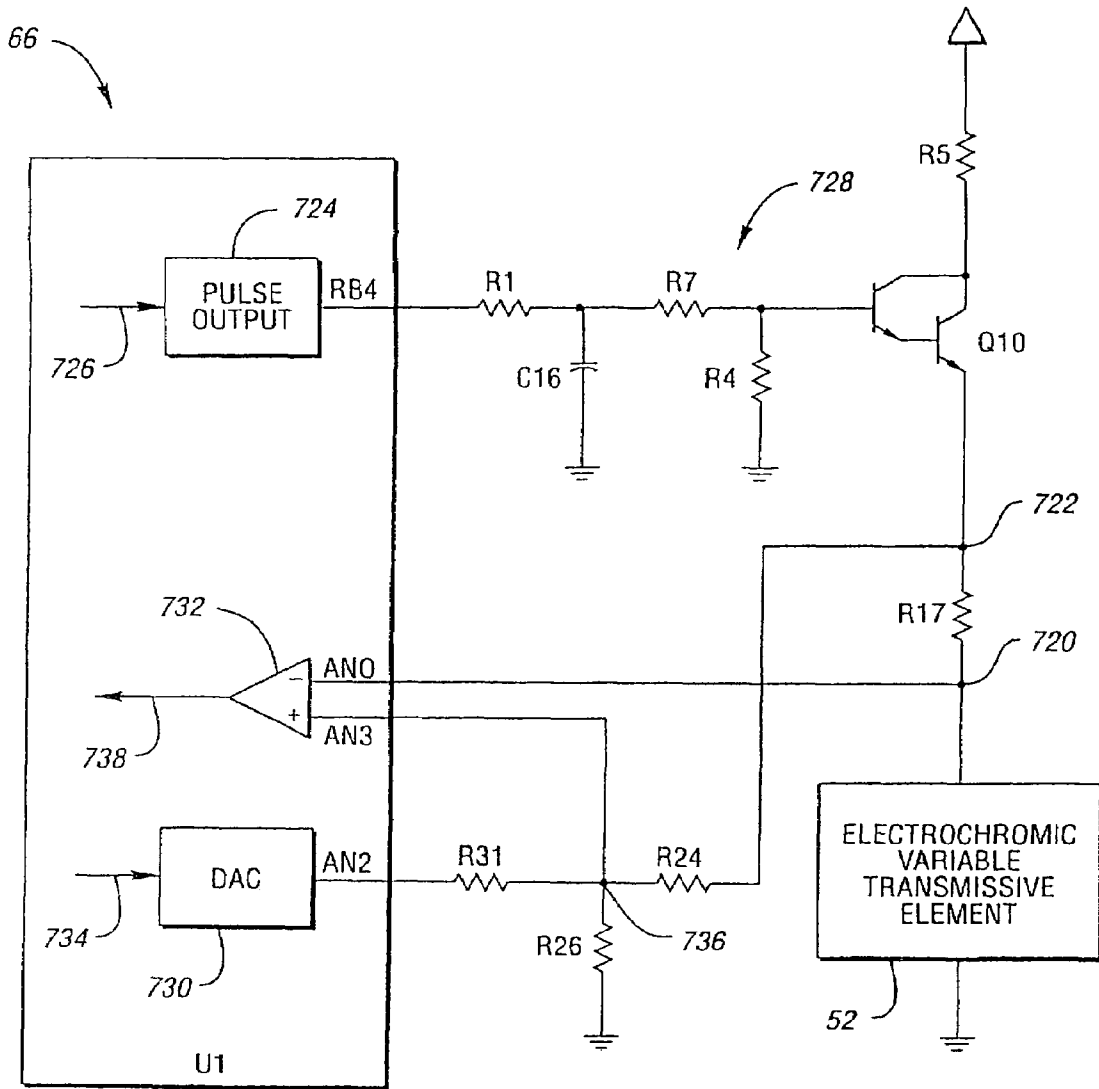 66
R5
724
728
PULSE
OUTPUT
RB4
R1
R7
726
C16
R4
Q10
722
732
R17
AN0
720
−
+
AN3
738
ELECTROCHROMIC
VARIABLE
TRANSMISSIVE
ELEMENT
DAC
AN2
R31
R24
734
R26
736
730
52
U1